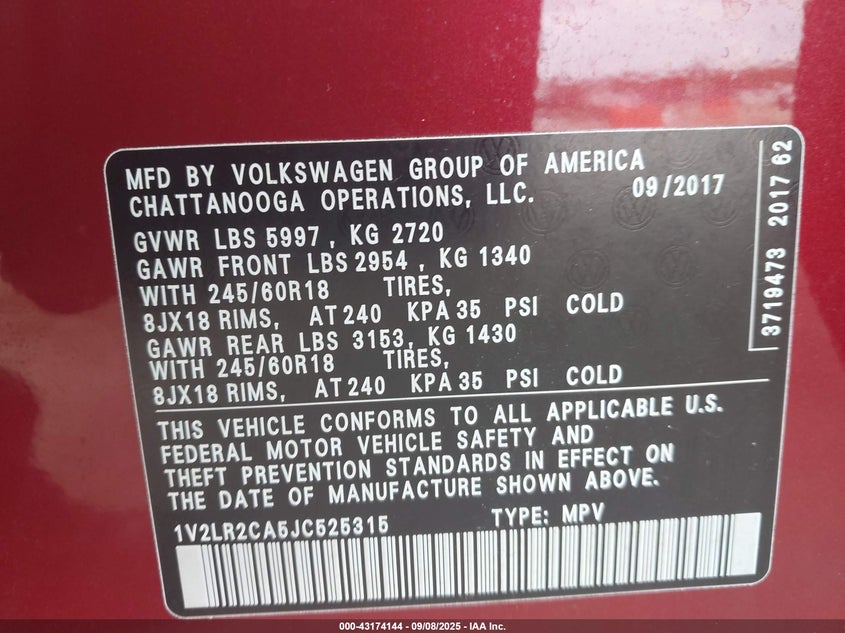 MFD BY VOLKSWAGEN GROUP OF AMERICA
CHATTANOOGA OPERATIONS, LLC. 09/2017
GVWR LBS 5997 , KG 2720
GAWR FRONT LBS 2954 , KG 1340
WITH 245/60R18 TIRES,
8JX18 RIMS, AT 240 KPA 35 PSI COLD
GAWR REAR LBS 3153, KG 1430
WITH 245/60R18 TIRES,
8JX18 RIMS, AT 240 KPA 35 PSI COLD
THIS VEHICLE CONFORMS TO ALL APPLICABLE U.S.
FEDERAL MOTOR VEHICLE SAFETY AND
THEFT PREVENTION STANDARDS IN EFFECT ON
THE DATE OF MANUFACTURE SHOWN ABOVE.
1V2LR2CA5JC525315 TYPE: MPV
3719473 2017 62
000-43174144 - 09/08/2025 - IAA Inc.